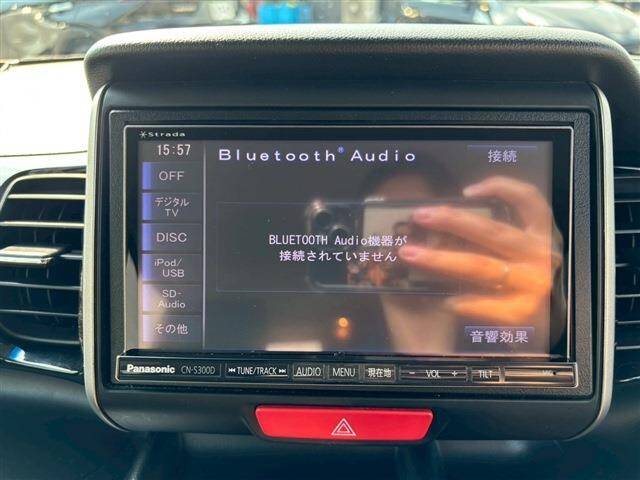 Strada
15:57
Bluetooth® Audio
接続
OFF
デジタル
TV
DISC
iPod/
USB
SD-
Audio
その他
BLUETOOTH Audio機器が
接続されていません
音響効果
Panasonic CN-S300D TUNE/TRACK AUDIO MENU 現在地 − VOL + TILT